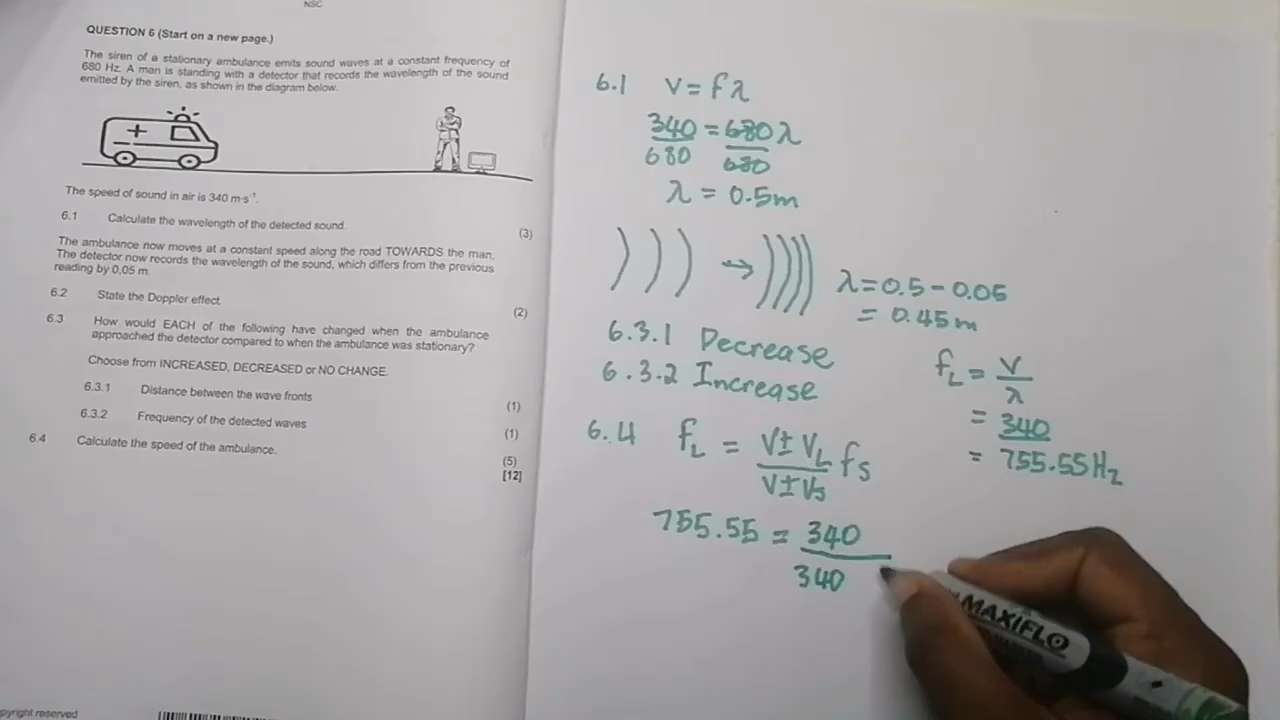 NSC
QUESTION 6 (Start on a new page.)
The siren of a stationary ambulance emits sound waves at a constant frequency of
680 Hz. A man is standing with a detector that records the wavelength of the sound
emitted by the siren, as shown in the diagram below.
The speed of sound in air is 340 m·s⁻¹.
6.1 Calculate the wavelength of the detected sound.
(3)
The ambulance now moves at a constant speed along the road TOWARDS the man.
The detector now records the wavelength of the sound, which differs from the previous
reading by 0,05 m.
6.2 State the Doppler effect.
(2)
6.3 How would EACH of the following have changed when the ambulance
approached the detector compared to when the ambulance was stationary?
Choose from INCREASED, DECREASED or NO CHANGE.
6.3.1 Distance between the wave fronts
(1)
6.3.2 Frequency of the detected waves
(1)
6.4 Calculate the speed of the ambulance.
(5)
[12]
pyright reserved
6.1 v = fλ
340/680 = 680λ/680
λ = 0.5m
→ λ = 0.5 - 0.05
= 0.45m
6.3.1 Decrease
6.3.2 Increase
fL = V/λ
= 340
= 755.55Hz
6.4 fL = V±VL/V±Vs fs
755.55 = 340/340
MAXIFLO